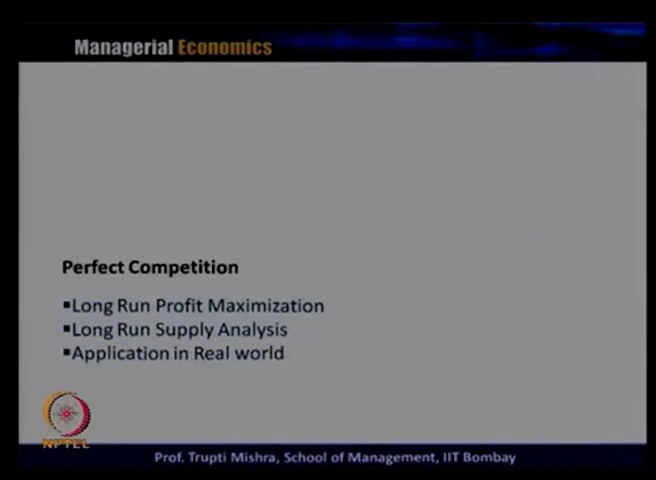 Managerial Economics
Perfect Competition
▪Long Run Profit Maximization
▪Long Run Supply Analysis
▪Application in Real world
NPTEL
Prof. Trupti Mishra, School of Management, IIT Bombay